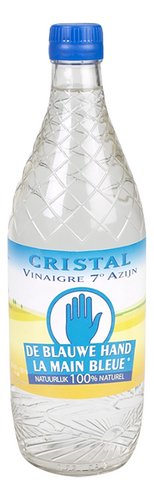 CRISTAL
VINAIGRE 7° AZIJN
DE BLAUWE HAND
LA MAIN BLEUE
NATUURLIJK 100% NATUREL